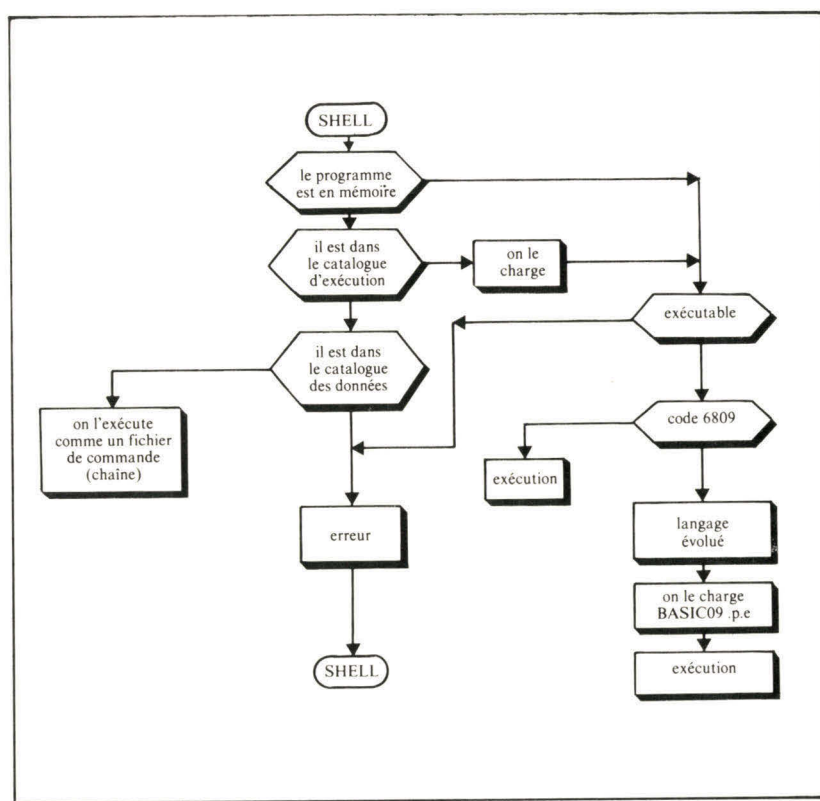 SHELL
le programme
est en mémoire
il est dans
le catalogue
d'exécution
on le
charge
exécutable
il est dans
le catalogue
des données
on l'exécute
comme un fichier
de commande
(chaîne)
code 6809
exécution
erreur
langage
évolué
on le charge
BASIC09 .p.e
exécution
SHELL